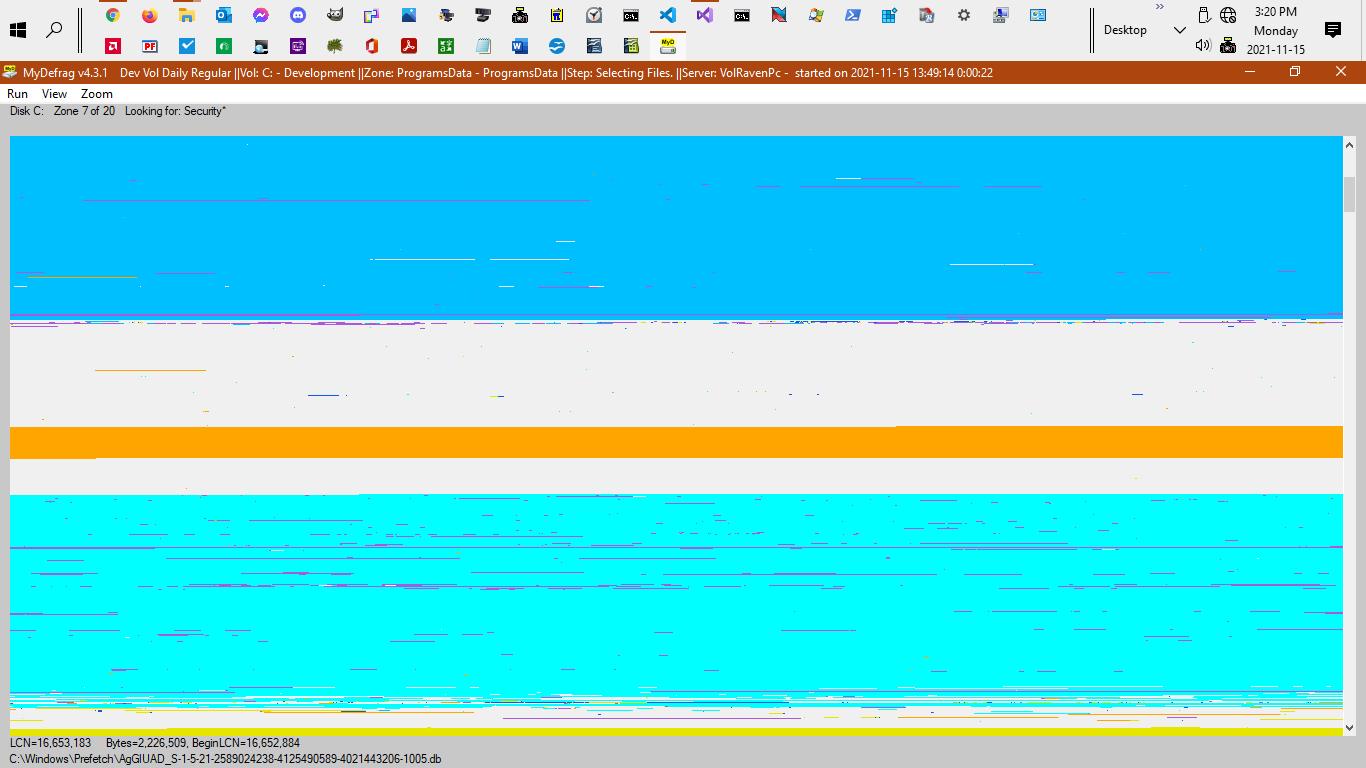 3:20 PM
Desktop
Monday
2021-11-15
MyDefrag v4.3.1 Dev Vol Daily Regular ||Vol: C: - Development ||Zone: ProgramsData - ProgramsData ||Step: Selecting Files. ||Server: VolRavenPc - started on 2021-11-15 13:49:14 0:00:22
Run View Zoom
Disk C: Zone 7 of 20 Looking for: Security*
LCN=16,653,183 Bytes=2,226,509, BeginLCN=16,652,884
C:\Windows\Prefetch\AgGlUAD_S-1-5-21-2589024238-4125490589-4021443206-1005.db